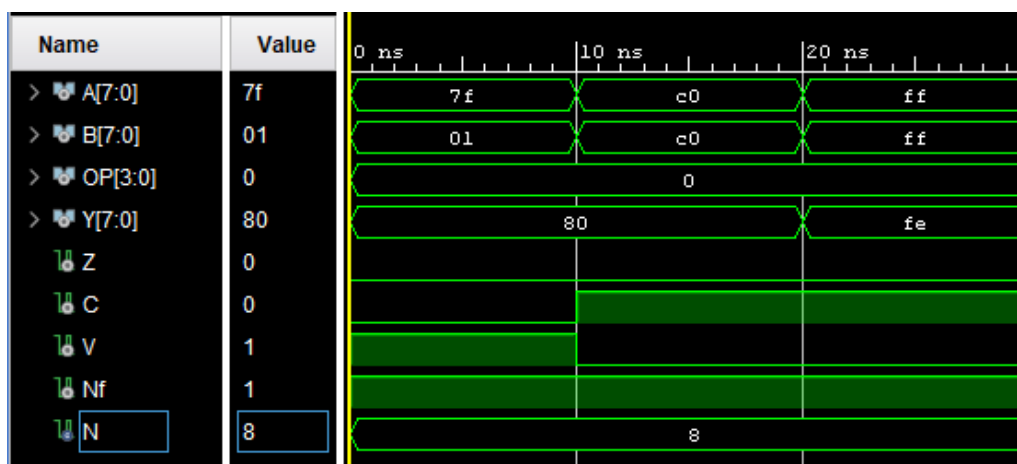 Name Value 0 ns 10 ns 20 ns
> A[7:0] 7f 7f c0 ff
> B[7:0] 01 01 c0 ff
> OP[3:0] 0 0
> Y[7:0] 80 80 fe
Z 0
C 0
V 1
Nf 1
N 8 8